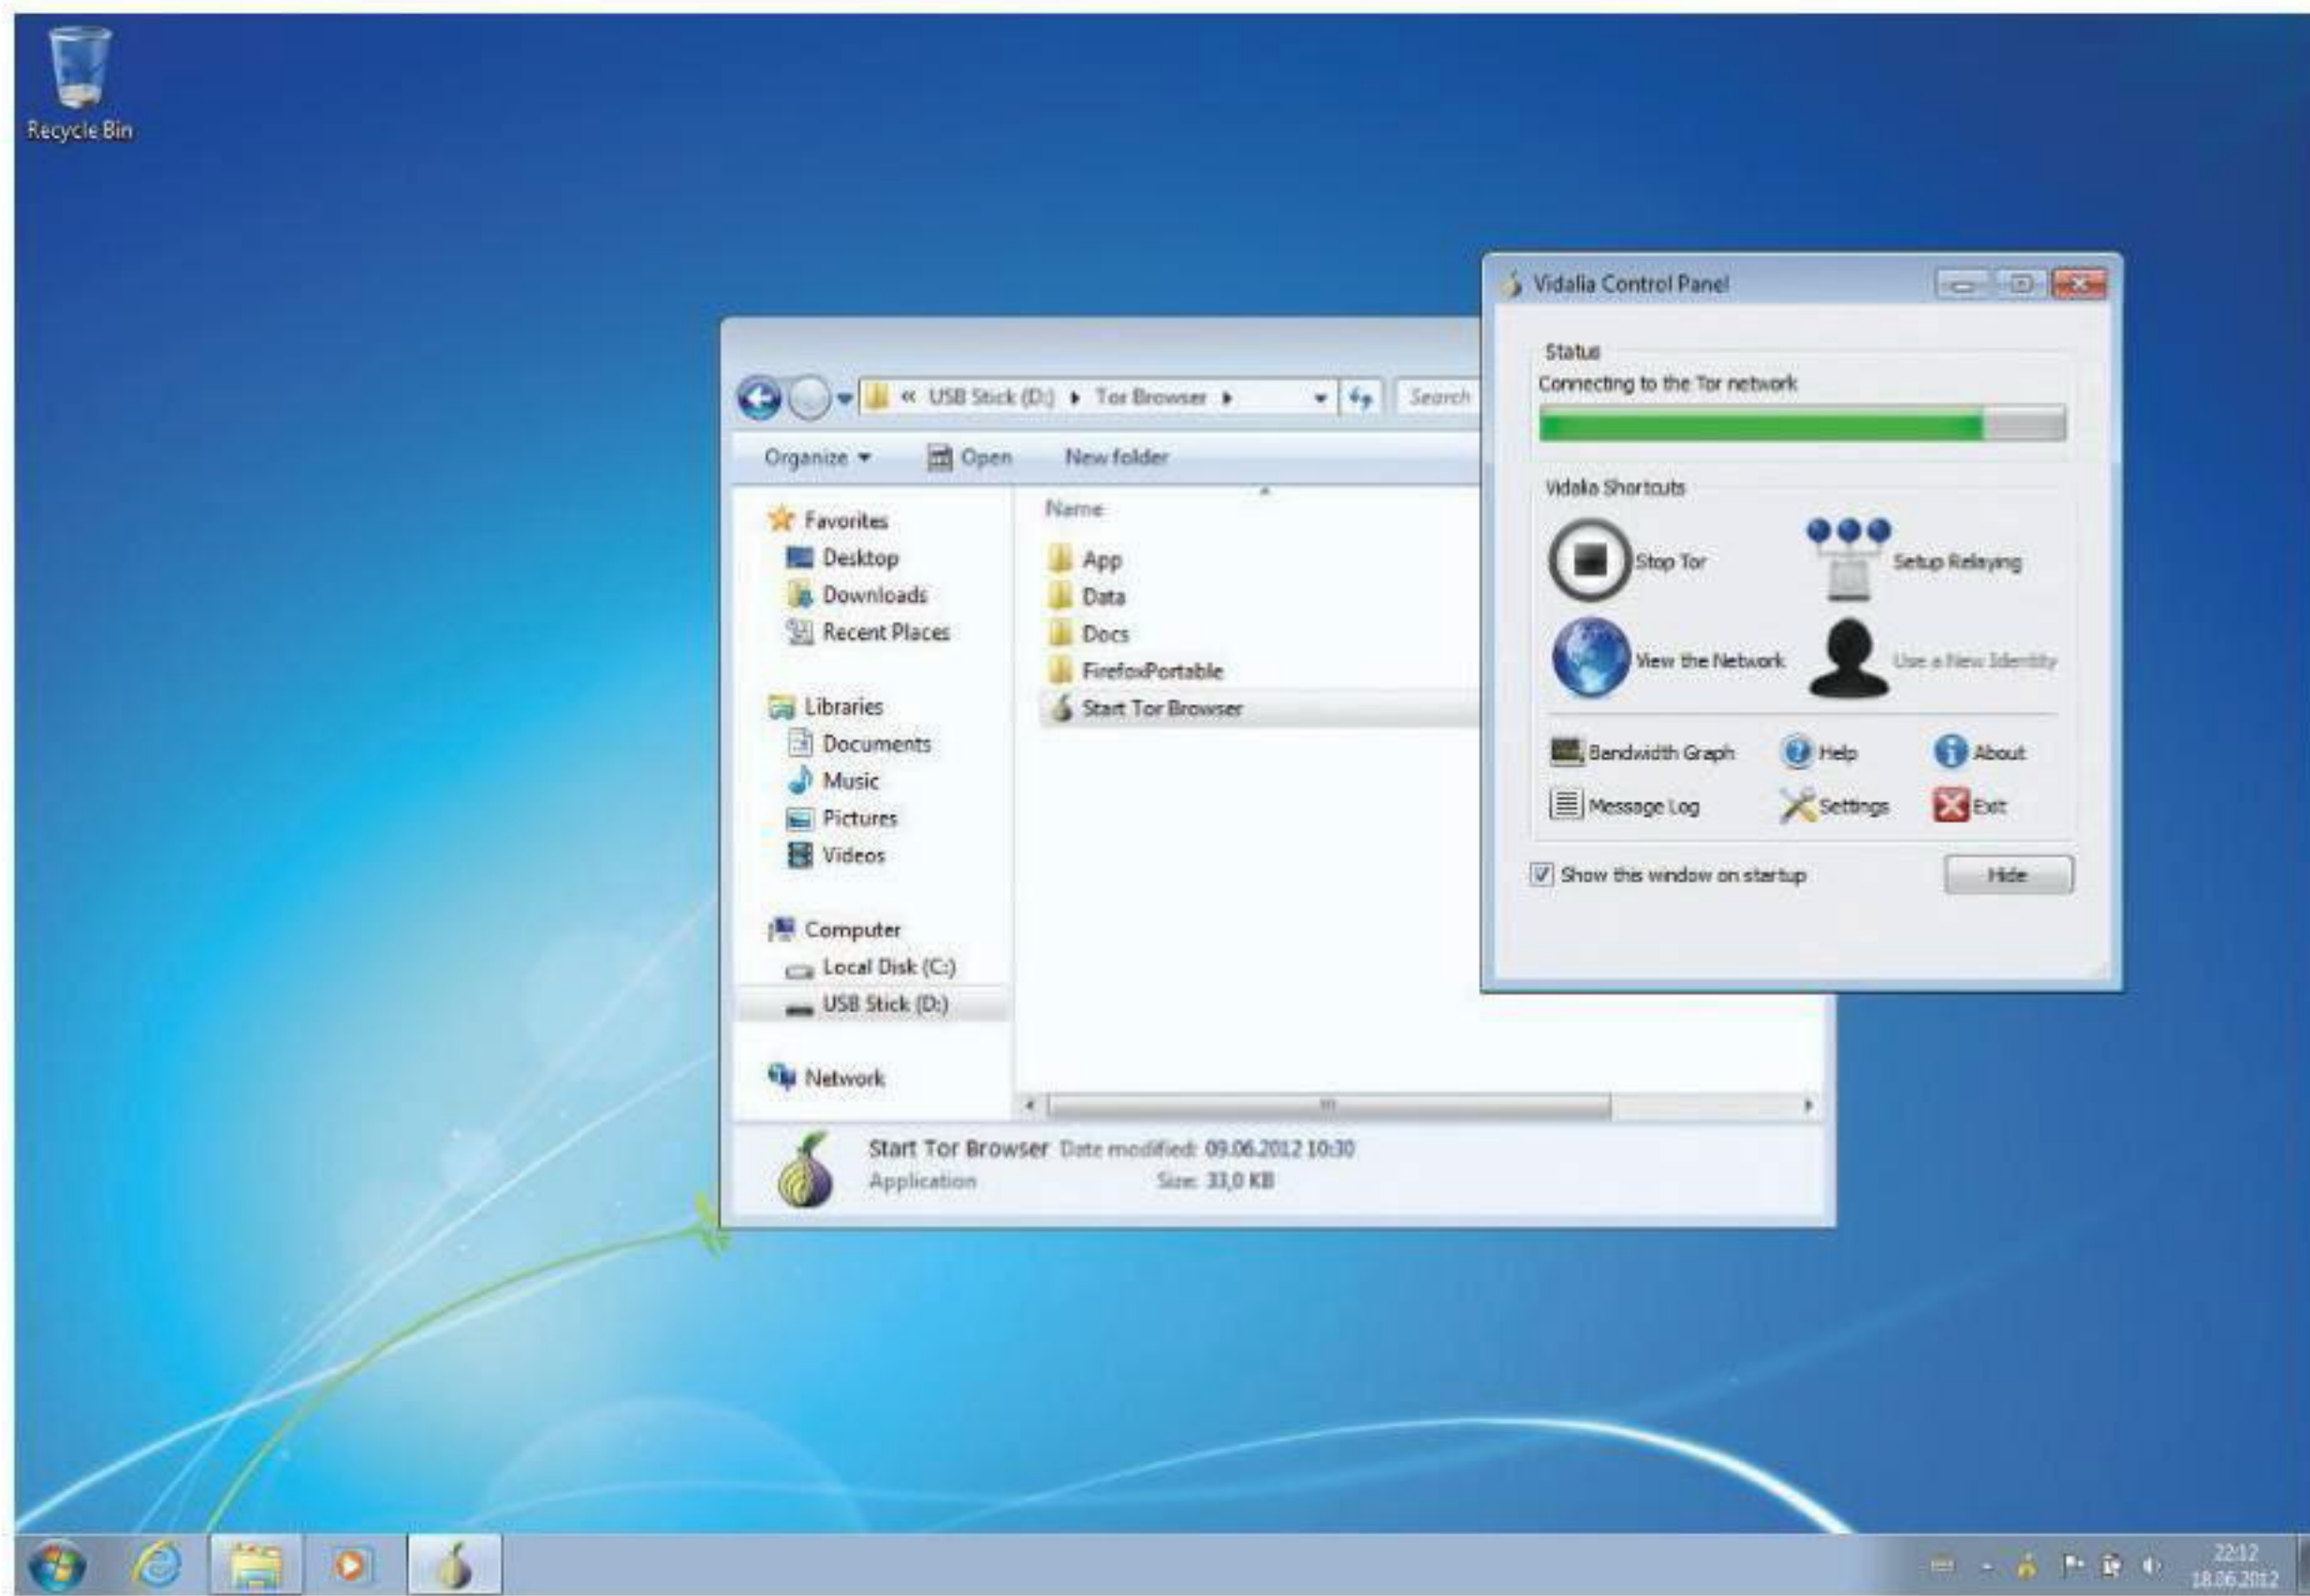 Recycle Bin
Vidalia Control Panel
Status
Connecting to the Tor network
« USB Stick (D:) Tor Browser Search
Organize Open New folder
Vidalia Shortcuts
Stop Tor Setup Relaying
View the Network Use a New Identity
Bandwidth Graph Help About
Message Log Settings Exit
Show this window on startup Hide
Favorites
Desktop
Downloads
Recent Places
Libraries
Documents
Music
Pictures
Videos
Computer
Local Disk (C:)
USB Stick (D:)
Network
Name
App
Data
Docs
FirefoxPortable
Start Tor Browser
Start Tor Browser Date modified: 09.06.2012 10:30
Application Size: 33,0 KB
22:12
18.06.2012